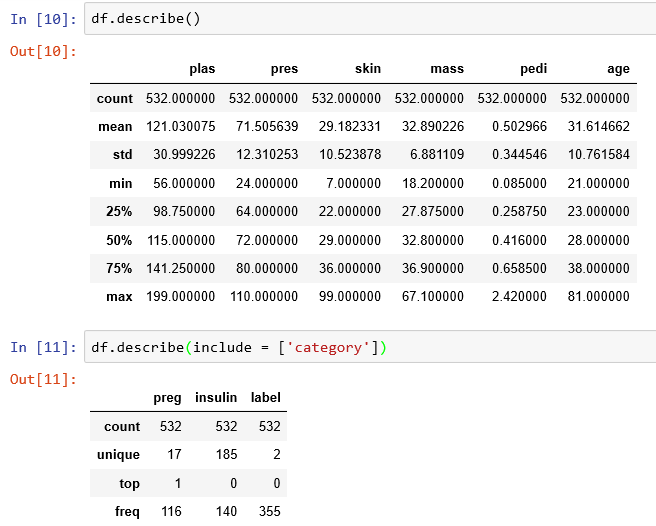 In [10]: df.describe()
Out[10]:
plas pres skin mass pedi age
count 532.000000 532.000000 532.000000 532.000000 532.000000 532.000000
mean 121.030075 71.505639 29.182331 32.890226 0.502966 31.614662
std 30.999226 12.310253 10.523878 6.881109 0.344546 10.761584
min 56.000000 24.000000 7.000000 18.200000 0.085000 21.000000
25% 98.750000 64.000000 22.000000 27.875000 0.258750 23.000000
50% 115.000000 72.000000 29.000000 32.800000 0.416000 28.000000
75% 141.250000 80.000000 36.000000 36.900000 0.658500 38.000000
max 199.000000 110.000000 99.000000 67.100000 2.420000 81.000000
In [11]: df.describe(include = ['category'])
Out[11]:
preg insulin label
count 532 532 532
unique 17 185 2
top 1 0 0
freq 116 140 355